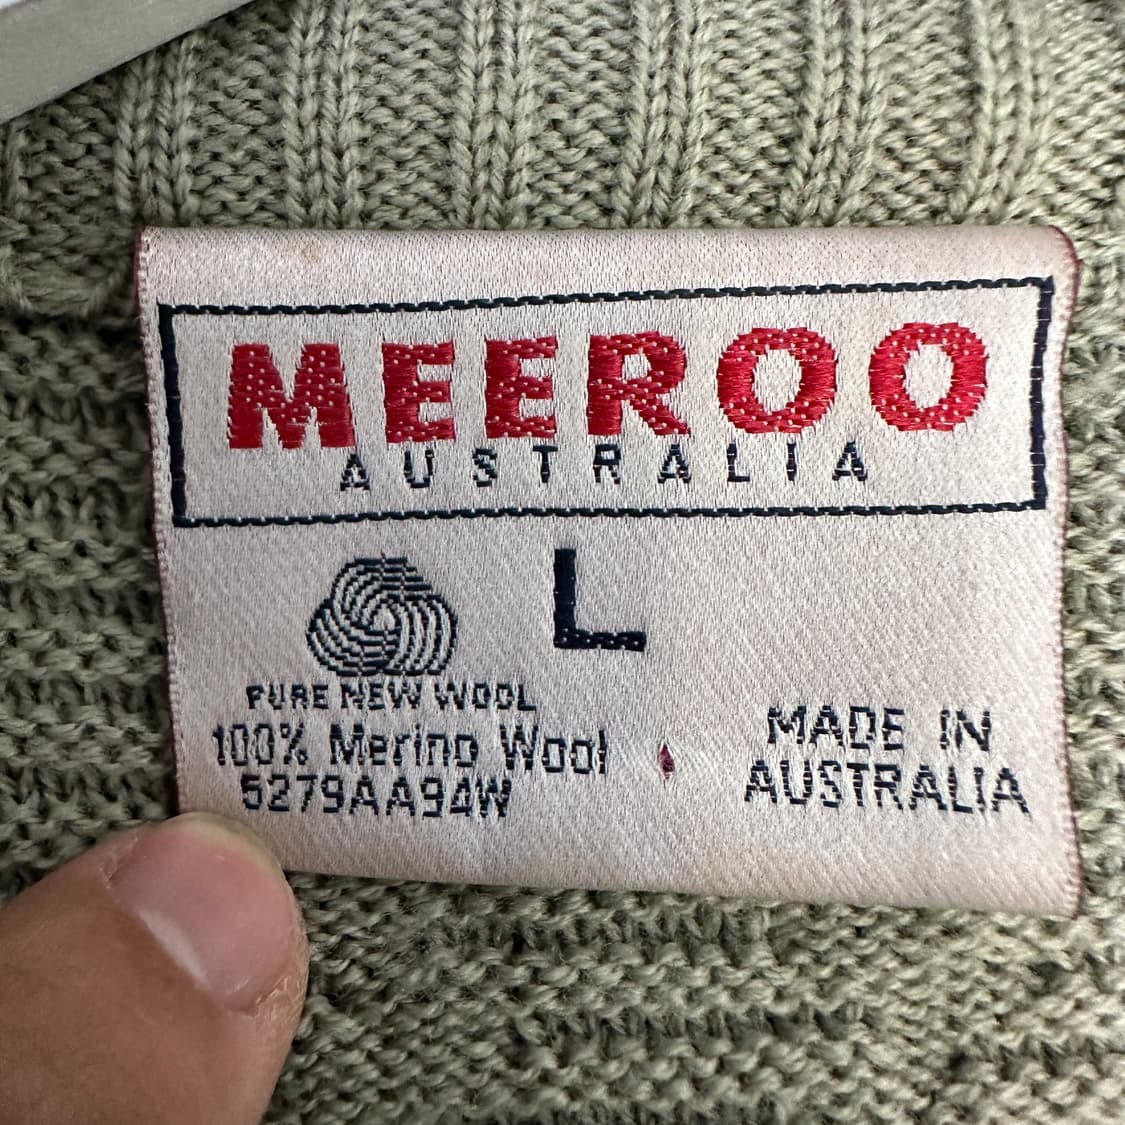 MEEROO
AUSTRALIA
L
PURE NEW WOOL
100% Merino Wool
5279AA94W
MADE IN
AUSTRALIA